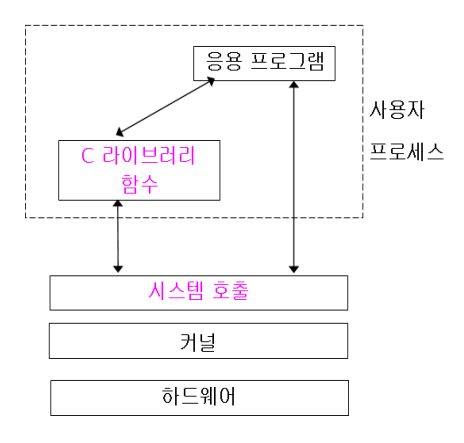 응용 프로그램
사용자
프로세스
C 라이브러리
함수
시스템 호출
커널
하드웨어